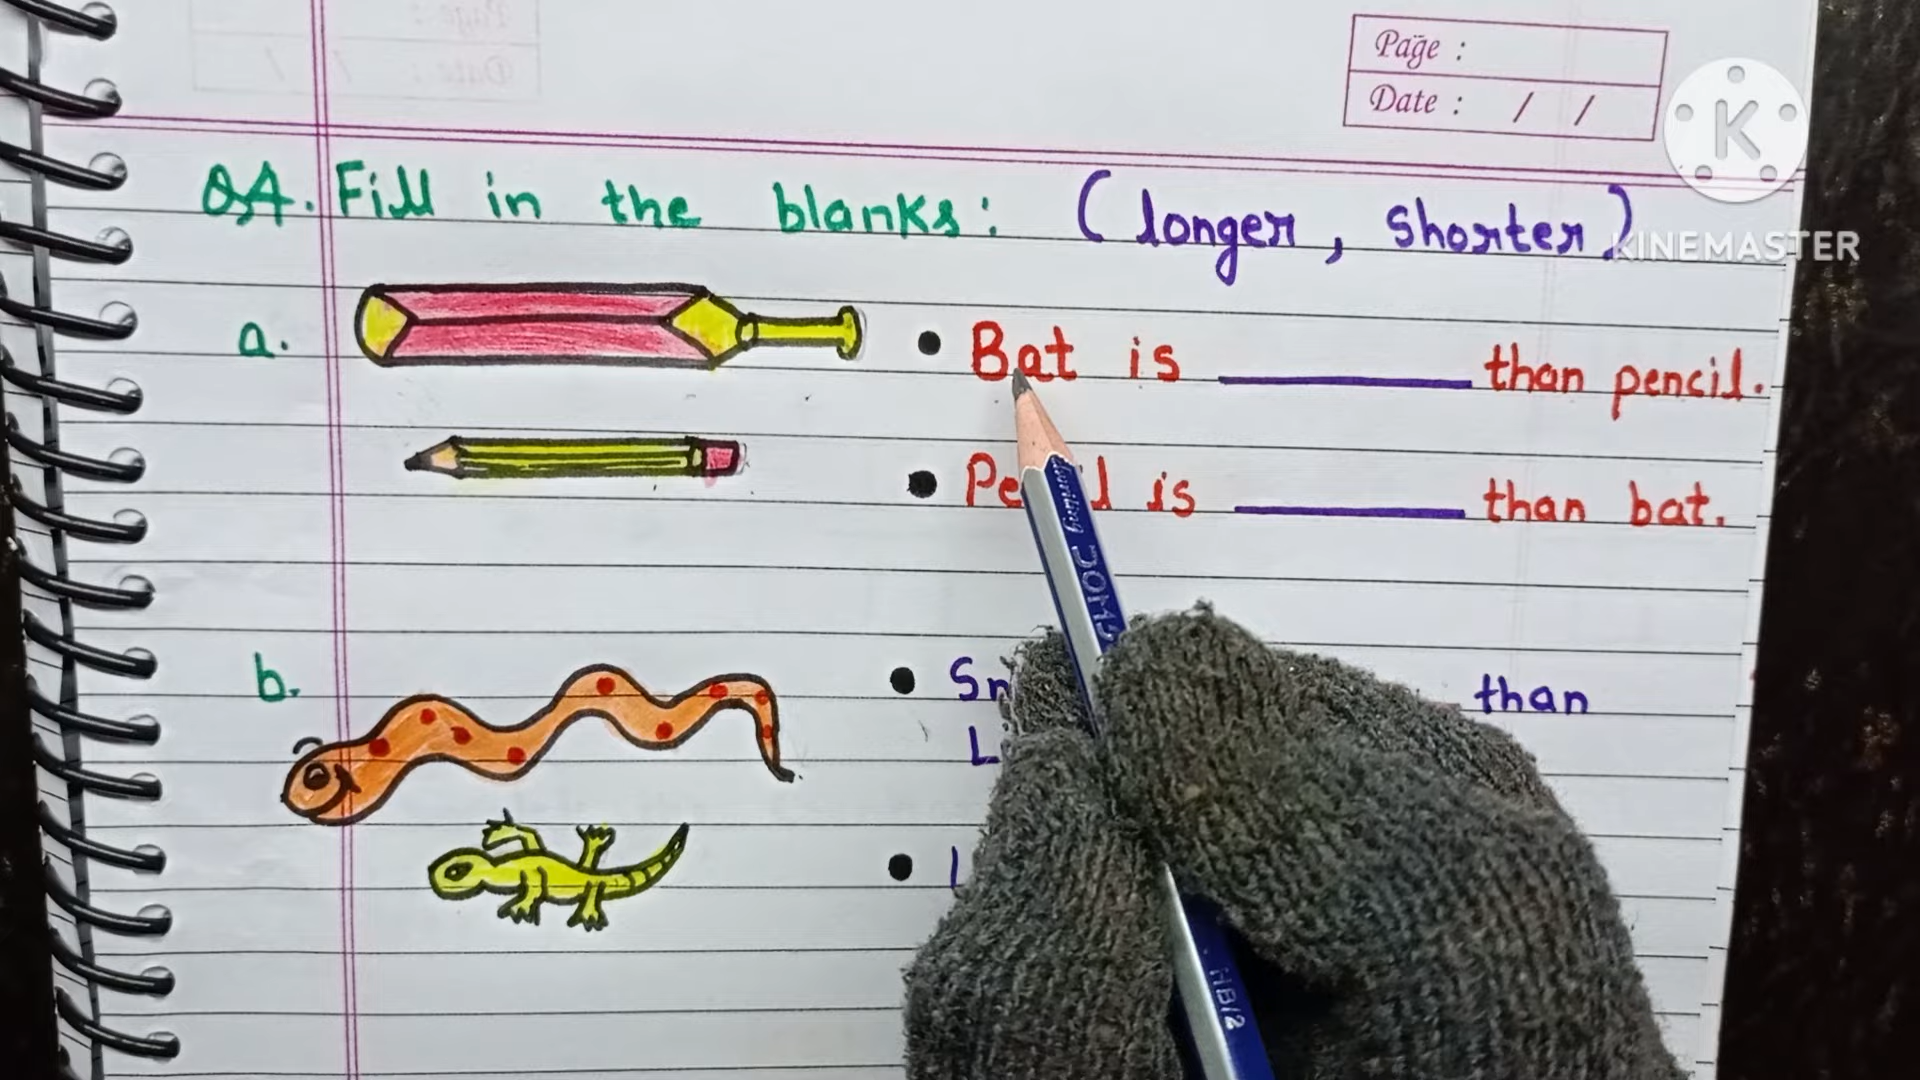 Page :
Date : / /
KINEMASTER
Q4. Fill in the blanks: (longer, shorter)
a. • Bat is ________ than pencil.
• is ________ than bat.
b. • than
HB/2